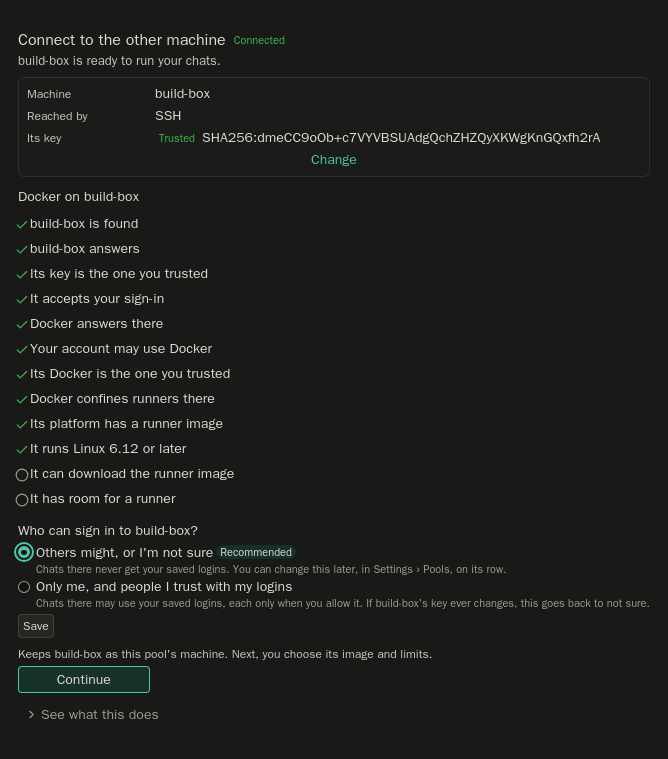 Connect to the other machine Connected
build-box is ready to run your chats.
Machine build-box
Reached by SSH
Its key Trusted SHA256:dmeCC9oOb+c7VYVBSUAdgQchZHZQyXKWgKnGQxfh2rA
Change
Docker on build-box
build-box is found
build-box answers
Its key is the one you trusted
It accepts your sign-in
Docker answers there
Your account may use Docker
Its Docker is the one you trusted
Docker confines runners there
Its platform has a runner image
It runs Linux 6.12 or later
It can download the runner image
It has room for a runner
Who can sign in to build-box?
Others might, or I'm not sure Recommended
Chats there never get your saved logins. You can change this later, in Settings › Pools, on its row.
Only me, and people I trust with my logins
Chats there may use your saved logins, each only when you allow it. If build-box's key ever changes, this goes back to not sure.
Save
Keeps build-box as this pool's machine. Next, you choose its image and limits.
Continue
See what this does